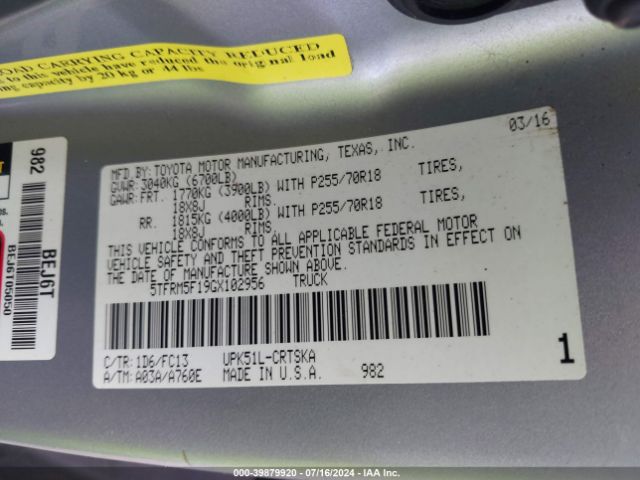 OAD CARRYING CAPACITY REDUCED
to this vehicle have reduced the original load
ng capacity by 20 kg or 44 lbs
982
BEJ6T
BEJ6T05050
03/16
MFD BY: TOYOTA MOTOR MANUFACTURING, TEXAS, INC.
GVWR: 3040KG (6700LB)
GAWR: FRT. 1770KG (3900LB) WITH P255/70R18 TIRES,
18X8J RIMS.
RR. 1815KG (4000LB) WITH P255/70R18 TIRES,
18X8J RIMS.
THIS VEHICLE CONFORMS TO ALL APPLICABLE FEDERAL MOTOR
VEHICLE SAFETY AND THEFT PREVENTION STANDARDS IN EFFECT ON
THE DATE OF MANUFACTURE SHOWN ABOVE.
5TFRM5F19GX102956 TRUCK
C/TR: 1D6/FC13 UPK51L-CRTSKA
A/TM: A03A/A760E MADE IN U.S.A. 982
1
IAA-39879920 - 07/16/2024 - IAA Inc.